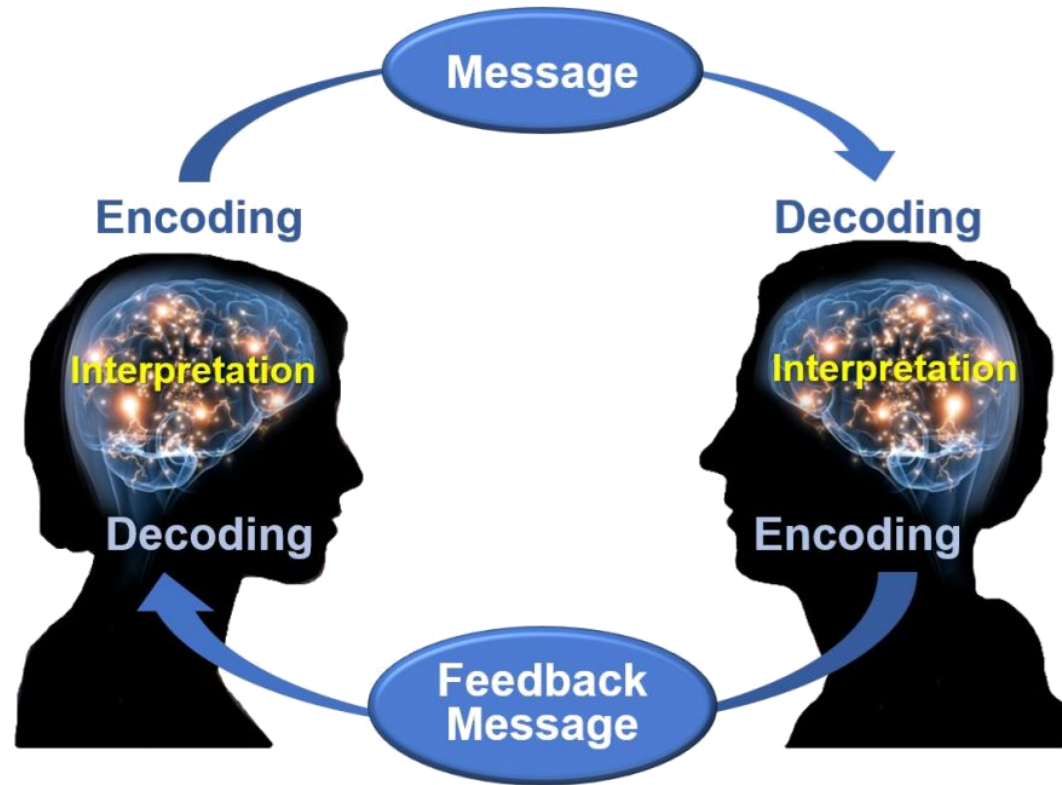 Message
Encoding
Decoding
Interpretation
Interpretation
Decoding
Encoding
Feedback
Message